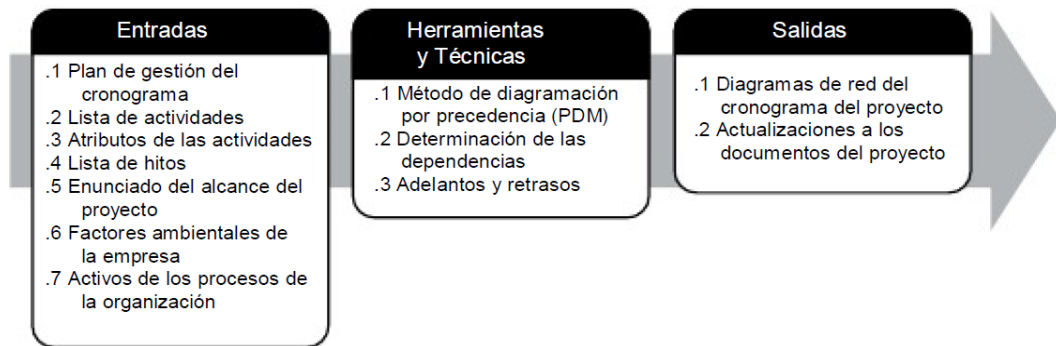 Entradas
.1 Plan de gestión del
cronograma
.2 Lista de actividades
.3 Atributos de las actividades
.4 Lista de hitos
.5 Enunciado del alcance del
proyecto
.6 Factores ambientales de
la empresa
.7 Activos de los procesos de
la organización
Herramientas
y Técnicas
.1 Método de diagramación
por precedencia (PDM)
.2 Determinación de las
dependencias
.3 Adelantos y retrasos
Salidas
.1 Diagramas de red del
cronograma del proyecto
.2 Actualizaciones a los
documentos del proyecto